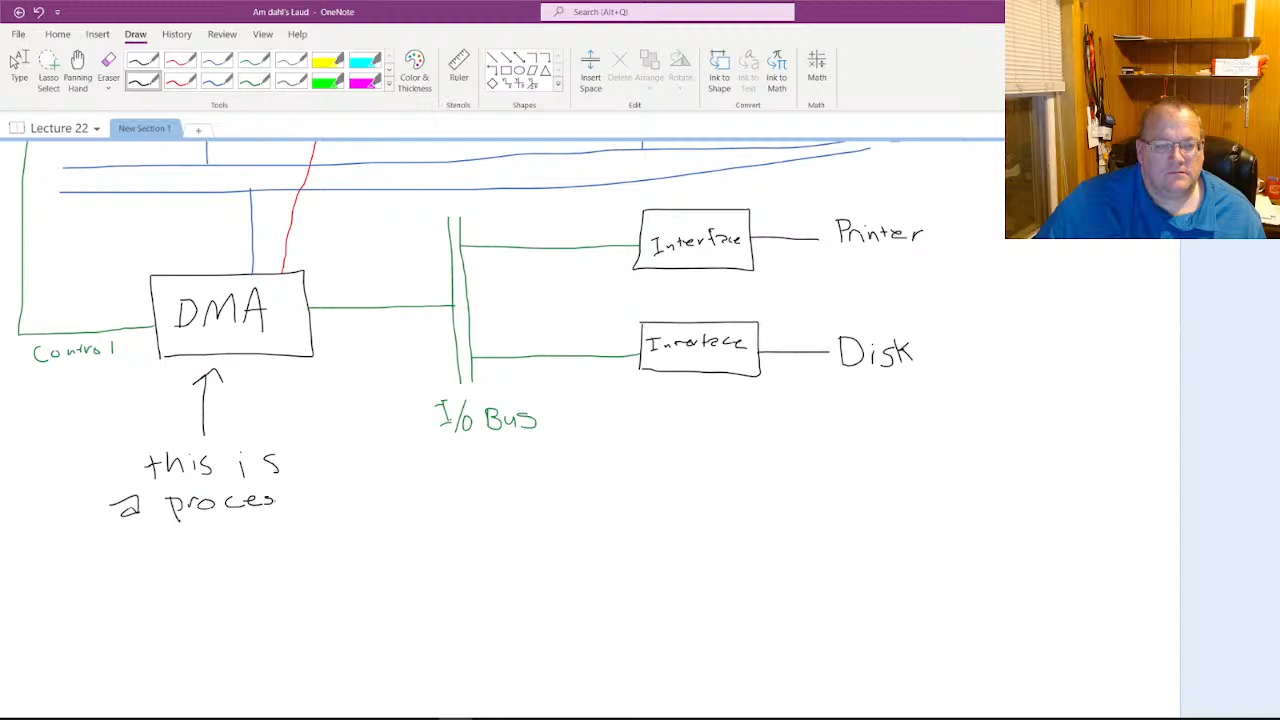 Am dahl's Laud - OneNote
Search (Alt+Q)
File Home Insert Draw History Review View Help
Type Lasso Select Panning Hand Eraser Thickness Ruler Insert Space Delete Arrange Rotate Ink to Shape Ink to Text Ink to Math Math
Tools Stencils Shapes Edit Convert Math
Lecture 22 New Section 1 +
Interface Printer
DMA
Control
Interface Disk
I/O Bus
this is
a proces